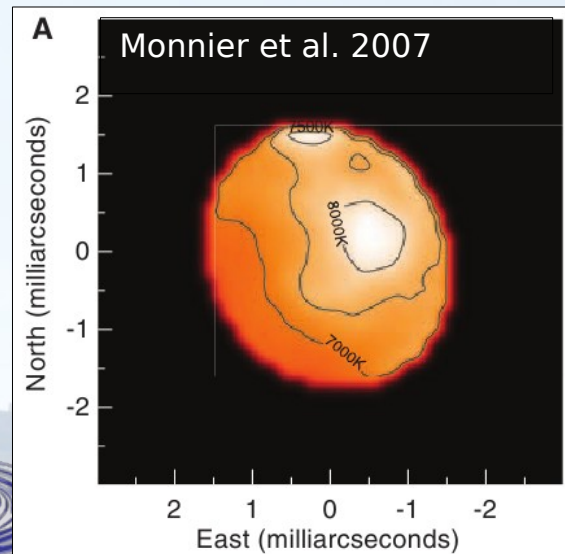 A
Monnier et al. 2007
2
1
0
-1
-2
North (milliarcseconds)
7500K
8000K
7000K
2
1
0
-1
-2
East (milliarcseconds)